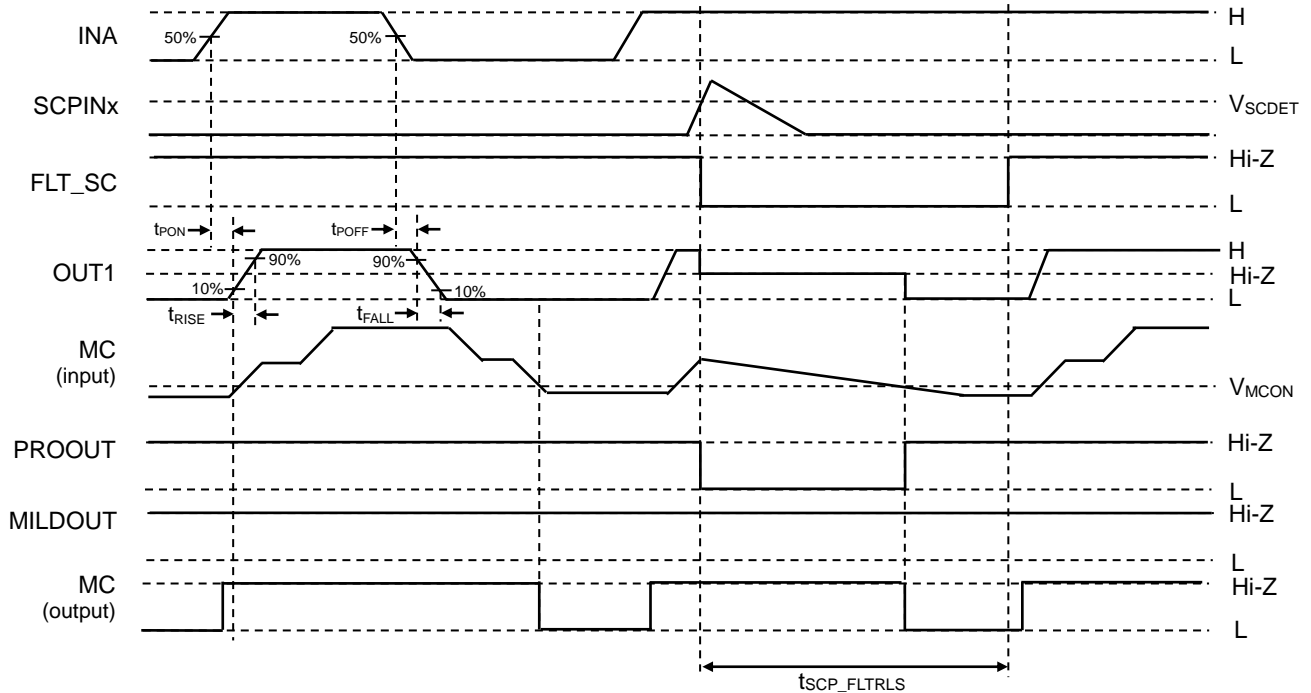 INA
50%
50%
H
L
SCPINx
VSCDET
FLT_SC
Hi-Z
L
tPON
tPOFF
OUT1
10%
90%
90%
10%
H
Hi-Z
L
tRISE
tFALL
MC
(input)
VMCON
PROOUT
Hi-Z
L
MILDOUT
Hi-Z
L
MC
(output)
Hi-Z
L
tSCP_FLTRLS